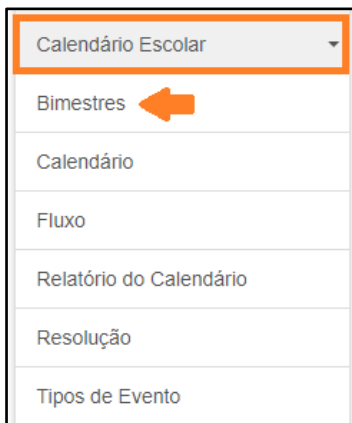 Calendário Escolar
Bimestres
Calendário
Fluxo
Relatório do Calendário
Resolução
Tipos de Evento